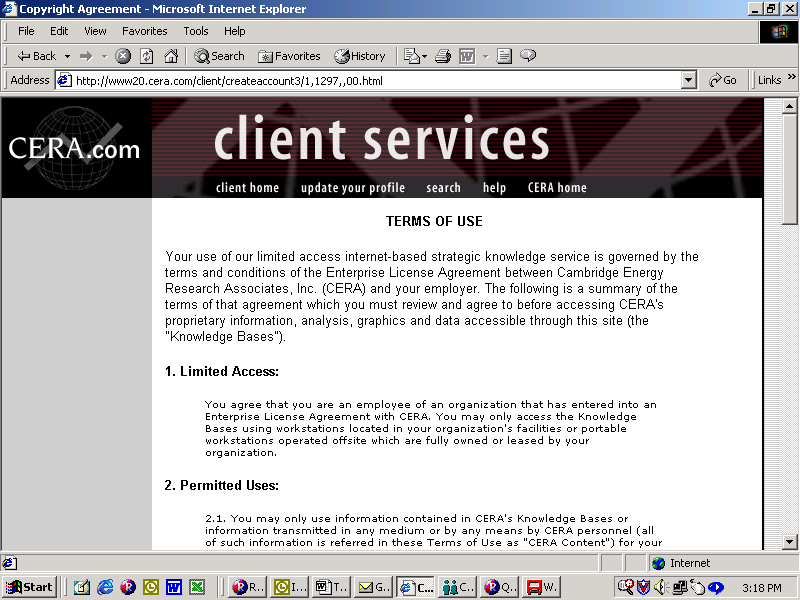 Copyright Agreement - Microsoft Internet Explorer
File Edit View Favorites Tools Help
Back Search Favorites History
Address http://www20.cera.com/client/createaccount3/1,1297,,00.html Go Links »
CERA.com
client services
client home update your profile search help CERA home
TERMS OF USE
Your use of our limited access internet-based strategic knowledge service is governed by the
terms and conditions of the Enterprise License Agreement between Cambridge Energy
Research Associates, Inc. (CERA) and your employer. The following is a summary of the
terms of that agreement which you must review and agree to before accessing CERA's
proprietary information, analysis, graphics and data accessible through this site (the
"Knowledge Bases").
1. Limited Access:
You agree that you are an employee of an organization that has entered into an
Enterprise License Agreement with CERA. You may only access the Knowledge
Bases using workstations located in your organization's facilities or portable
workstations operated offsite which are fully owned or leased by your
organization.
2. Permitted Uses:
2.1. You may only use information contained in CERA's Knowledge Bases or
information transmitted in any medium or by any means by CERA personnel (all
of such information is referred in these Terms of Use as "CERA Content") for your
Internet
Start R... I... T... G... C... C... Q... W... 3:18 PM